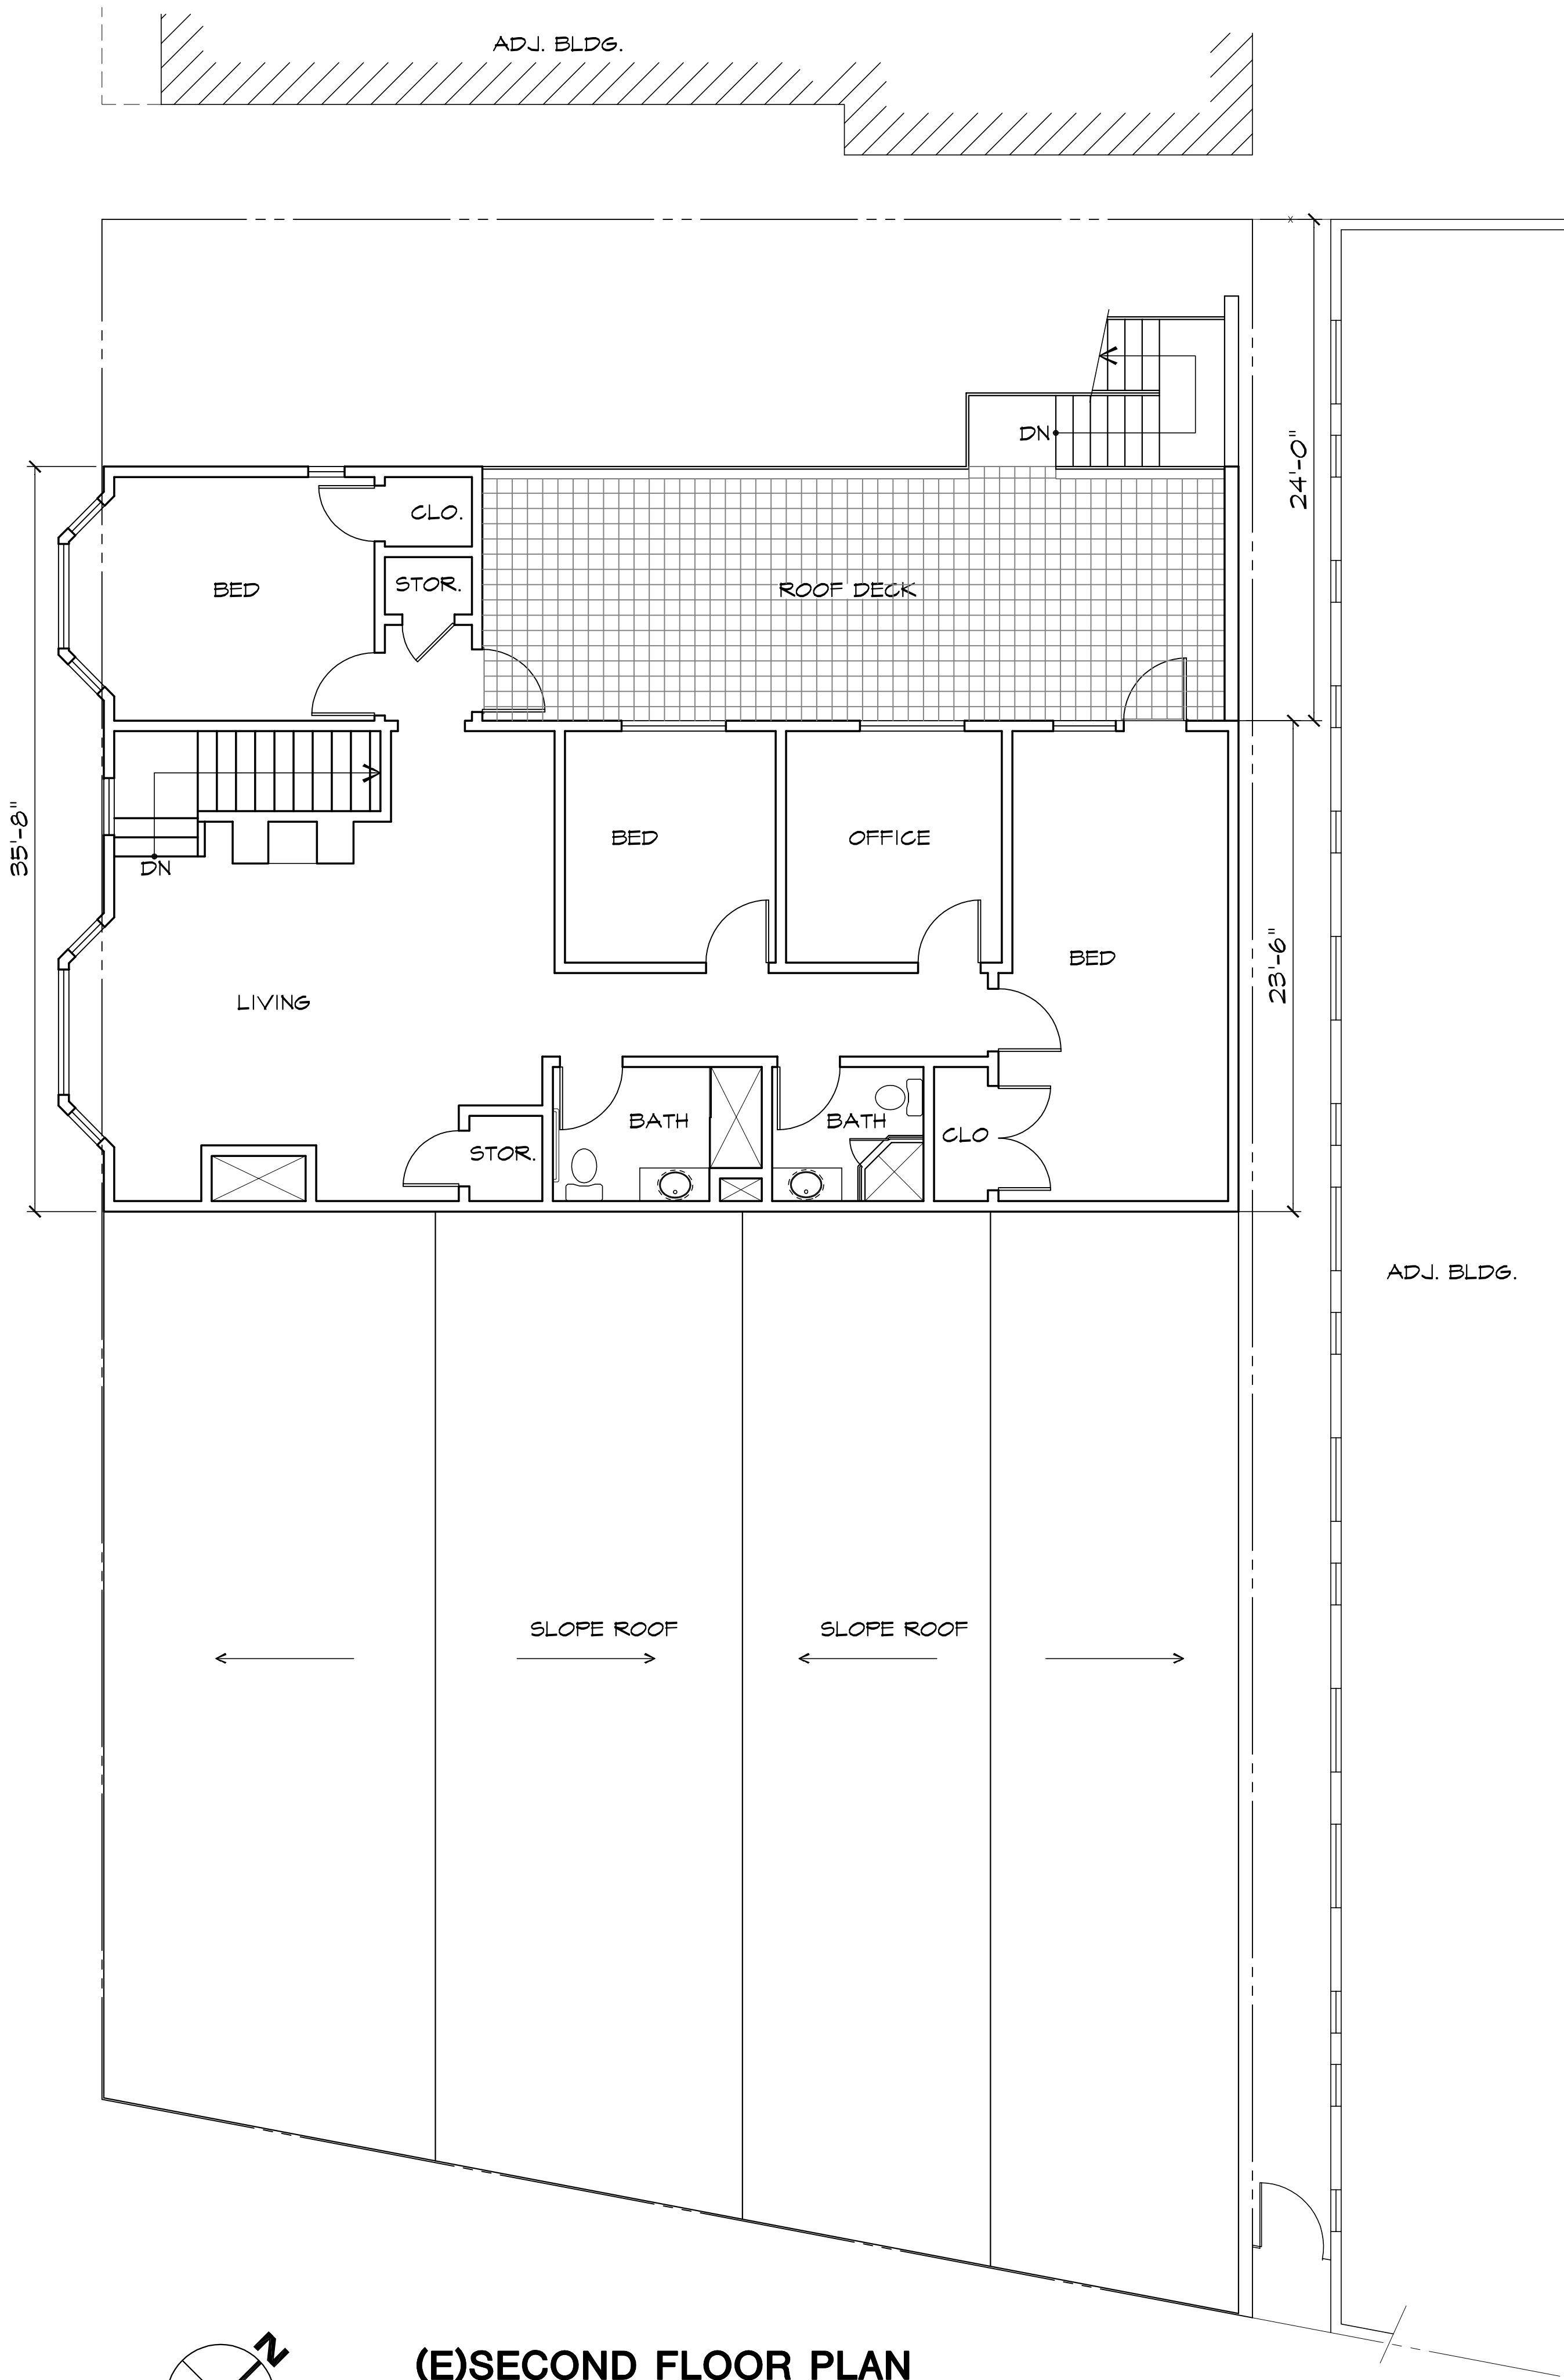 ADJ. BLDG.
DN
24'-0"
CLO.
BED
STOR.
ROOF DECK
35'-8"
DN
BED
OFFICE
BED
23'-6"
LIVING
BATH
BATH
CLO
STOR.
ADJ. BLDG.
SLOPE ROOF
SLOPE ROOF
N
(E)SECOND FLOOR PLAN